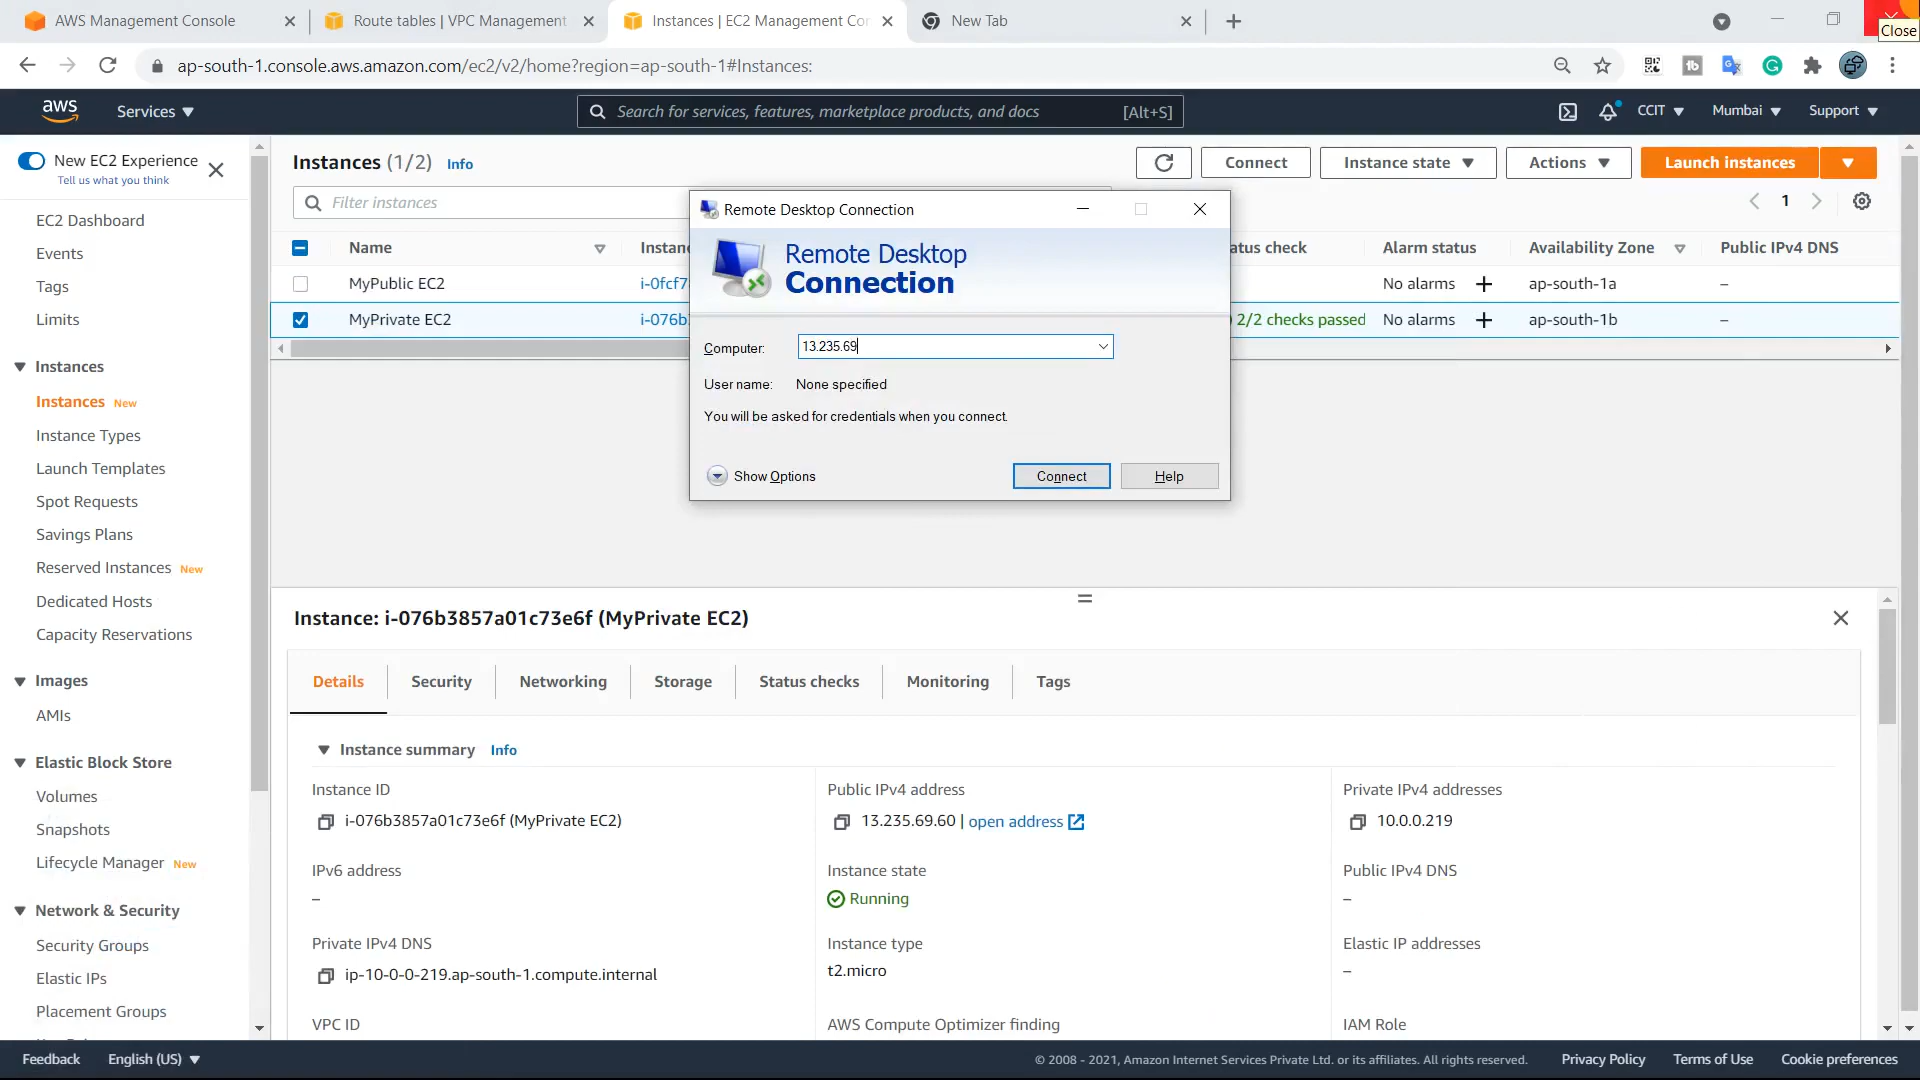 AWS Management Console
Route tables | VPC Management
Instances | EC2 Management Con
New Tab
Close
ap-south-1.console.aws.amazon.com/ec2/v2/home?region=ap-south-1#Instances:
aws
Services
Search for services, features, marketplace products, and docs
[Alt+S]
CCIT
Mumbai
Support
New EC2 Experience
Tell us what you think
EC2 Dashboard
Events
Tags
Limits
Instances
Instances New
Instance Types
Launch Templates
Spot Requests
Savings Plans
Reserved Instances New
Dedicated Hosts
Capacity Reservations
Images
AMIs
Elastic Block Store
Volumes
Snapshots
Lifecycle Manager New
Network & Security
Security Groups
Elastic IPs
Placement Groups
Instances (1/2) Info
Connect
Instance state
Actions
Launch instances
Filter instances
1
Name
Instanc
atus check
Alarm status
Availability Zone
Public IPv4 DNS
MyPublic EC2
i-0fcf7
No alarms
ap-south-1a
–
MyPrivate EC2
i-076b
2/2 checks passed
No alarms
ap-south-1b
–
Remote Desktop Connection
Remote Desktop
Connection
Computer:
13.235.69
User name:
None specified
You will be asked for credentials when you connect.
Show Options
Connect
Help
Instance: i-076b3857a01c73e6f (MyPrivate EC2)
Details
Security
Networking
Storage
Status checks
Monitoring
Tags
Instance summary Info
Instance ID
i-076b3857a01c73e6f (MyPrivate EC2)
Public IPv4 address
13.235.69.60 | open address
Private IPv4 addresses
10.0.0.219
IPv6 address
–
Instance state
Running
Public IPv4 DNS
–
Private IPv4 DNS
ip-10-0-0-219.ap-south-1.compute.internal
Instance type
t2.micro
Elastic IP addresses
–
VPC ID
AWS Compute Optimizer finding
IAM Role
Feedback
English (US)
© 2008 - 2021, Amazon Internet Services Private Ltd. or its affiliates. All rights reserved.
Privacy Policy
Terms of Use
Cookie preferences